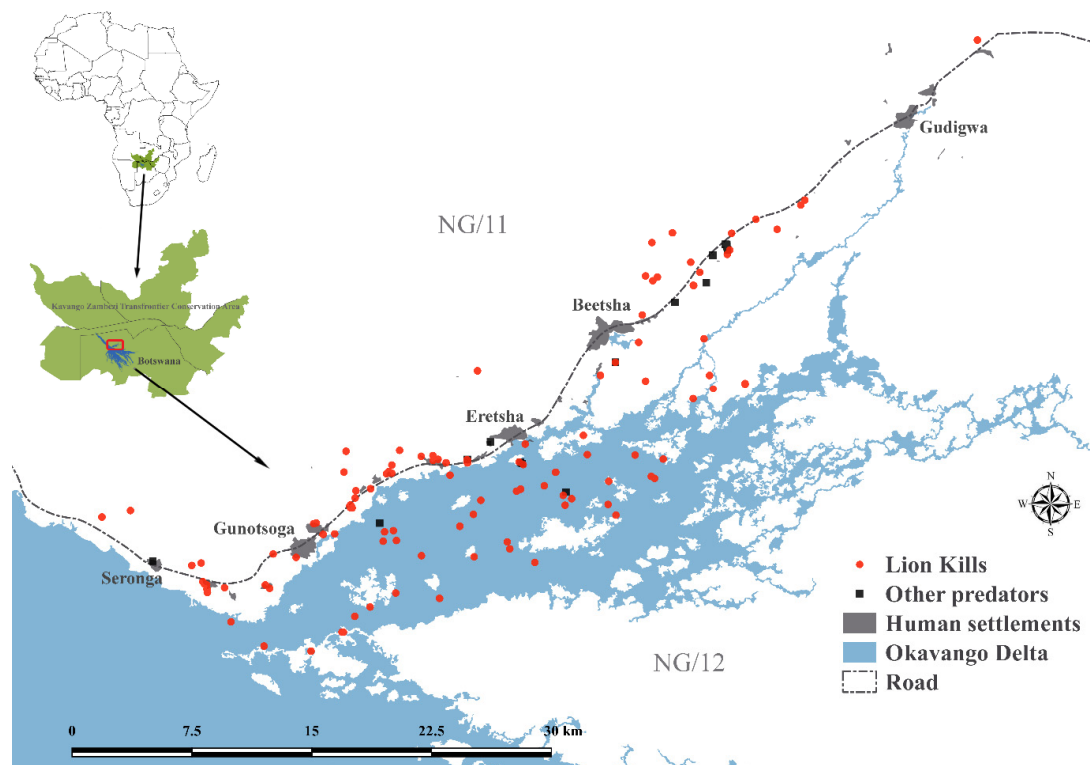 Gudigwa
NG/11
Kavango Zambezi Transfrontier Conservation Area
Beetsha
Botswana
Eretsha
Gunotsoga
Seronga
N
W E
S
Lion Kills
Other predators
Human settlements
Okavango Delta
Road
NG/12
0 7.5 15 22.5 30 km